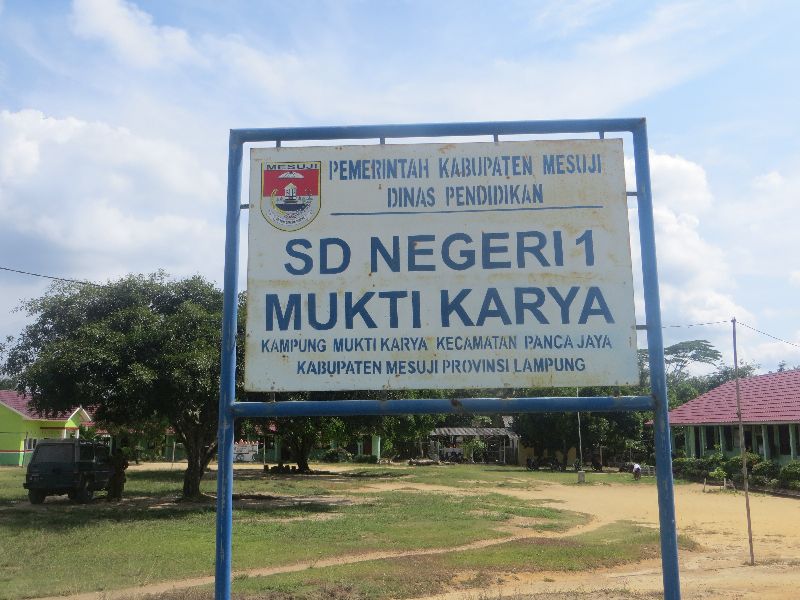 PEMERINTAH KABUPATEN MESUJI
DINAS PENDIDIKAN
MESUJI
SD NEGERI 1
MUKTI KARYA
KAMPUNG MUKTI KARYA KECAMATAN PANCA JAYA
KABUPATEN MESUJI PROVINSI LAMPUNG